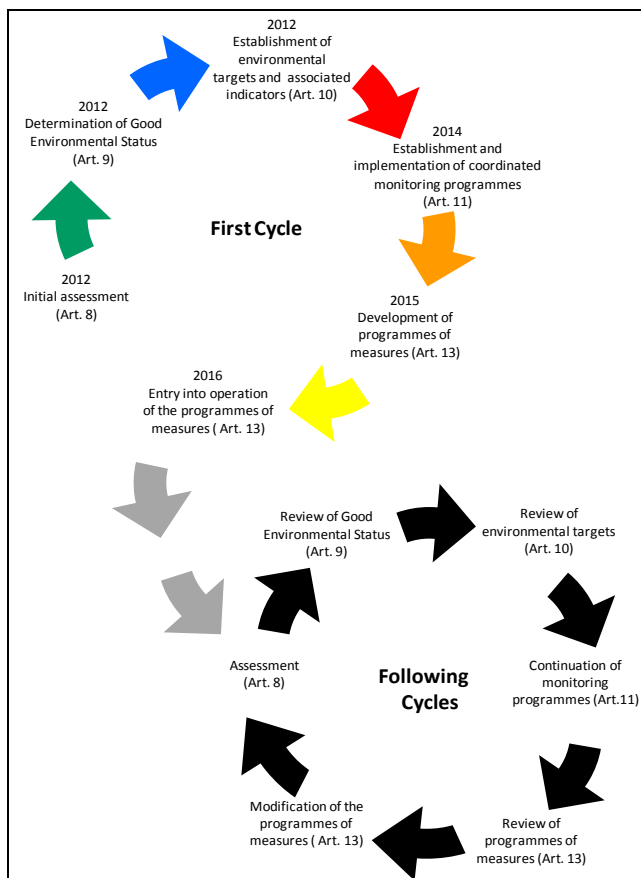 2012
Establishment of
environmental
targets and associated
indicators (Art. 10)
2012
Determination of Good
Environmental Status
(Art. 9)
2014
Establishment and
implementation of coordinated
monitoring programmes
(Art. 11)
First Cycle
2012
Initial assessment
(Art. 8)
2015
Development of
programmes of
measures (Art. 13)
2016
Entry into operation
of the programmes of
measures ( Art. 13)
Review of Good
Environmental Status
(Art. 9)
Review of
environmental targets
(Art. 10)
Assessment
(Art. 8)
Following
Cycles
Continuation of
monitoring
programmes (Art.11)
Modification of the
programmes of
measures ( Art. 13)
Review of
programmes of
measures (Art. 13)